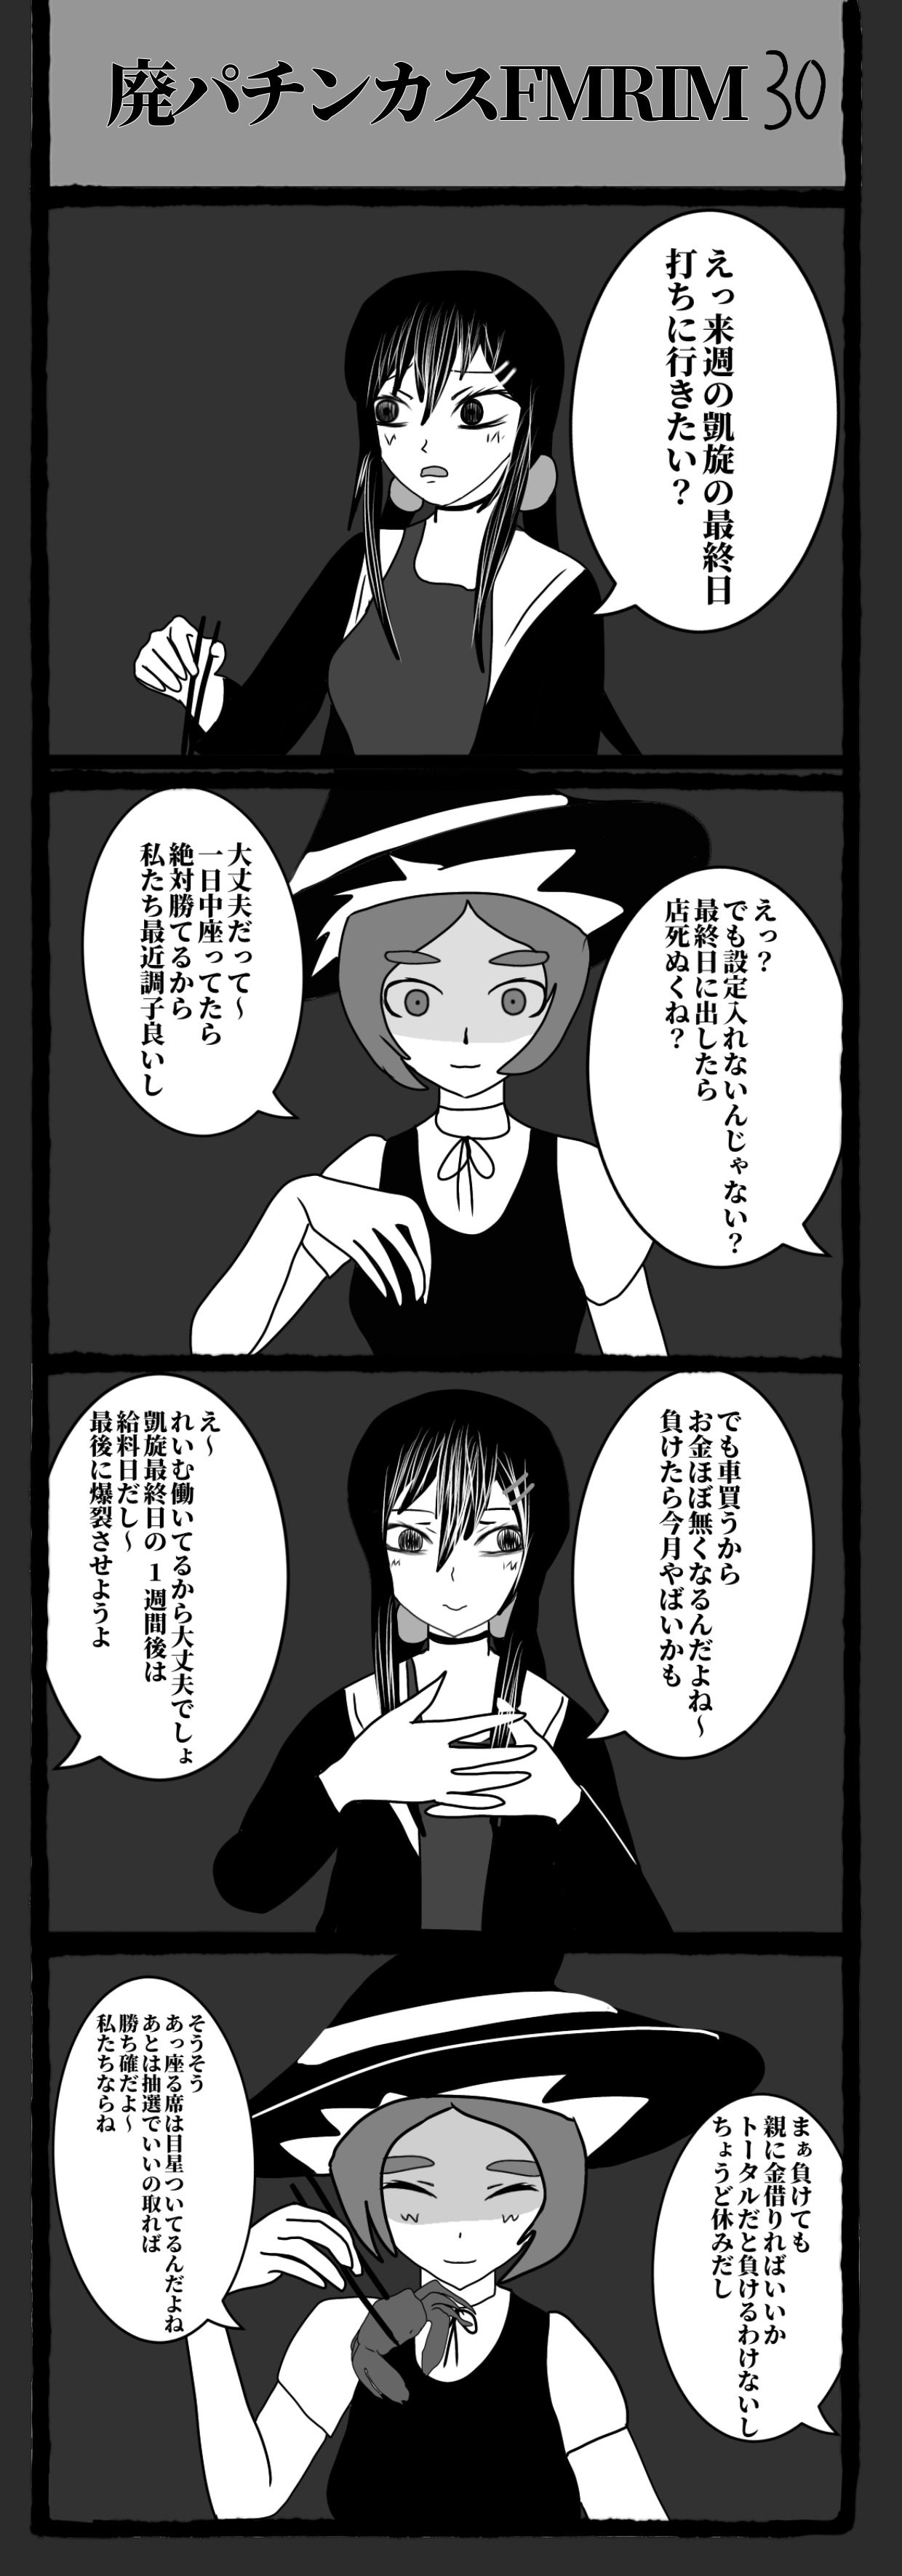 廃パチンカスFMRIM 30
えっ来週の凱旋の最終日
打ちに行きたい？
えっ？
でも設定入れないんじゃない？
最終日に出したら
店死ぬくね？
大丈夫だって～
一日中座ってたら
絶対勝てるから
私たち最近調子良いし
でも車買うから
お金ほぼ無くなるんだよね～
負けたら今月やばいかも
え～
れいむ働いてるから大丈夫でしょ
凱旋最終日の１週間後は
給料日だし～
最後に爆裂させようよ
まぁ負けても
親に金借りればいいか
トータルだと負けるわけないし
ちょうど休みだし
そうそう
あっ座る席は目星ついてるんだよね
あとは抽選でいいの取れば
勝ち確だよ～
私たちならね